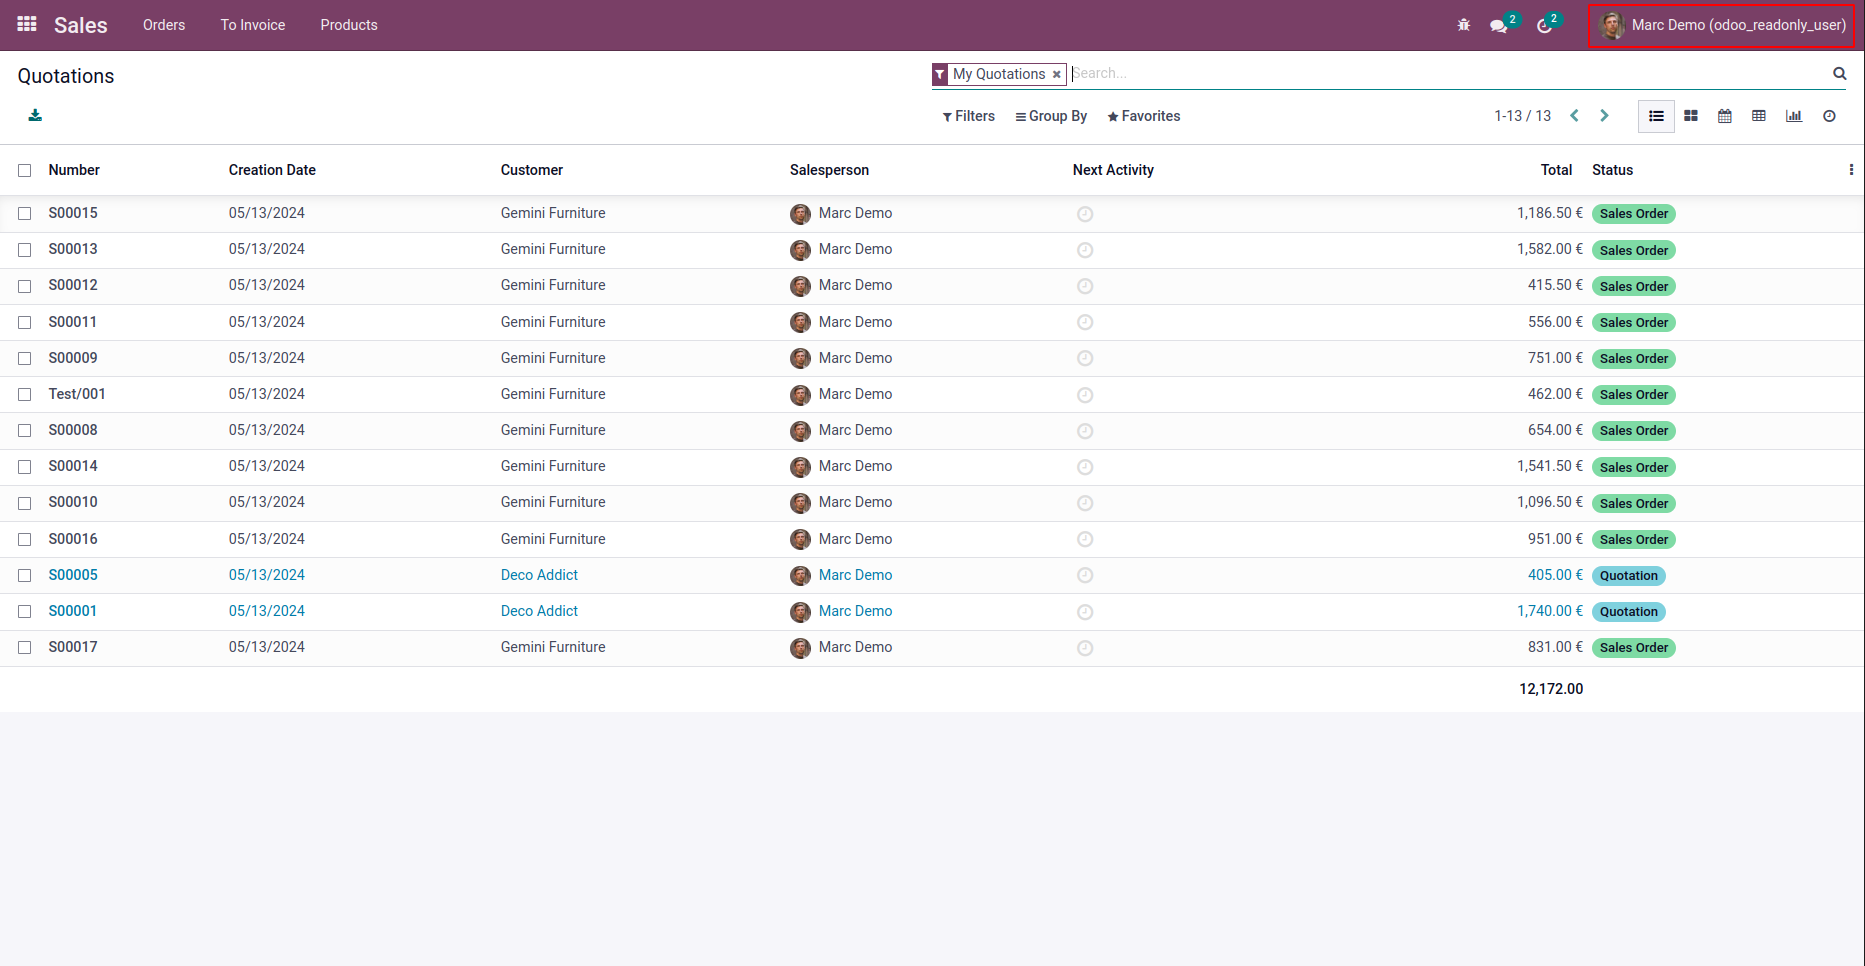 Sales Orders To Invoice Products 2 2 Marc Demo (odoo_readonly_user)
Quotations My Quotations Search...
Filters Group By Favorites 1-13 / 13
Number Creation Date Customer Salesperson Next Activity Total Status
S00015 05/13/2024 Gemini Furniture Marc Demo 1,186.50 € Sales Order
S00013 05/13/2024 Gemini Furniture Marc Demo 1,582.00 € Sales Order
S00012 05/13/2024 Gemini Furniture Marc Demo 415.50 € Sales Order
S00011 05/13/2024 Gemini Furniture Marc Demo 556.00 € Sales Order
S00009 05/13/2024 Gemini Furniture Marc Demo 751.00 € Sales Order
Test/001 05/13/2024 Gemini Furniture Marc Demo 462.00 € Sales Order
S00008 05/13/2024 Gemini Furniture Marc Demo 654.00 € Sales Order
S00014 05/13/2024 Gemini Furniture Marc Demo 1,541.50 € Sales Order
S00010 05/13/2024 Gemini Furniture Marc Demo 1,096.50 € Sales Order
S00016 05/13/2024 Gemini Furniture Marc Demo 951.00 € Sales Order
S00005 05/13/2024 Deco Addict Marc Demo 405.00 € Quotation
S00001 05/13/2024 Deco Addict Marc Demo 1,740.00 € Quotation
S00017 05/13/2024 Gemini Furniture Marc Demo 831.00 € Sales Order
12,172.00